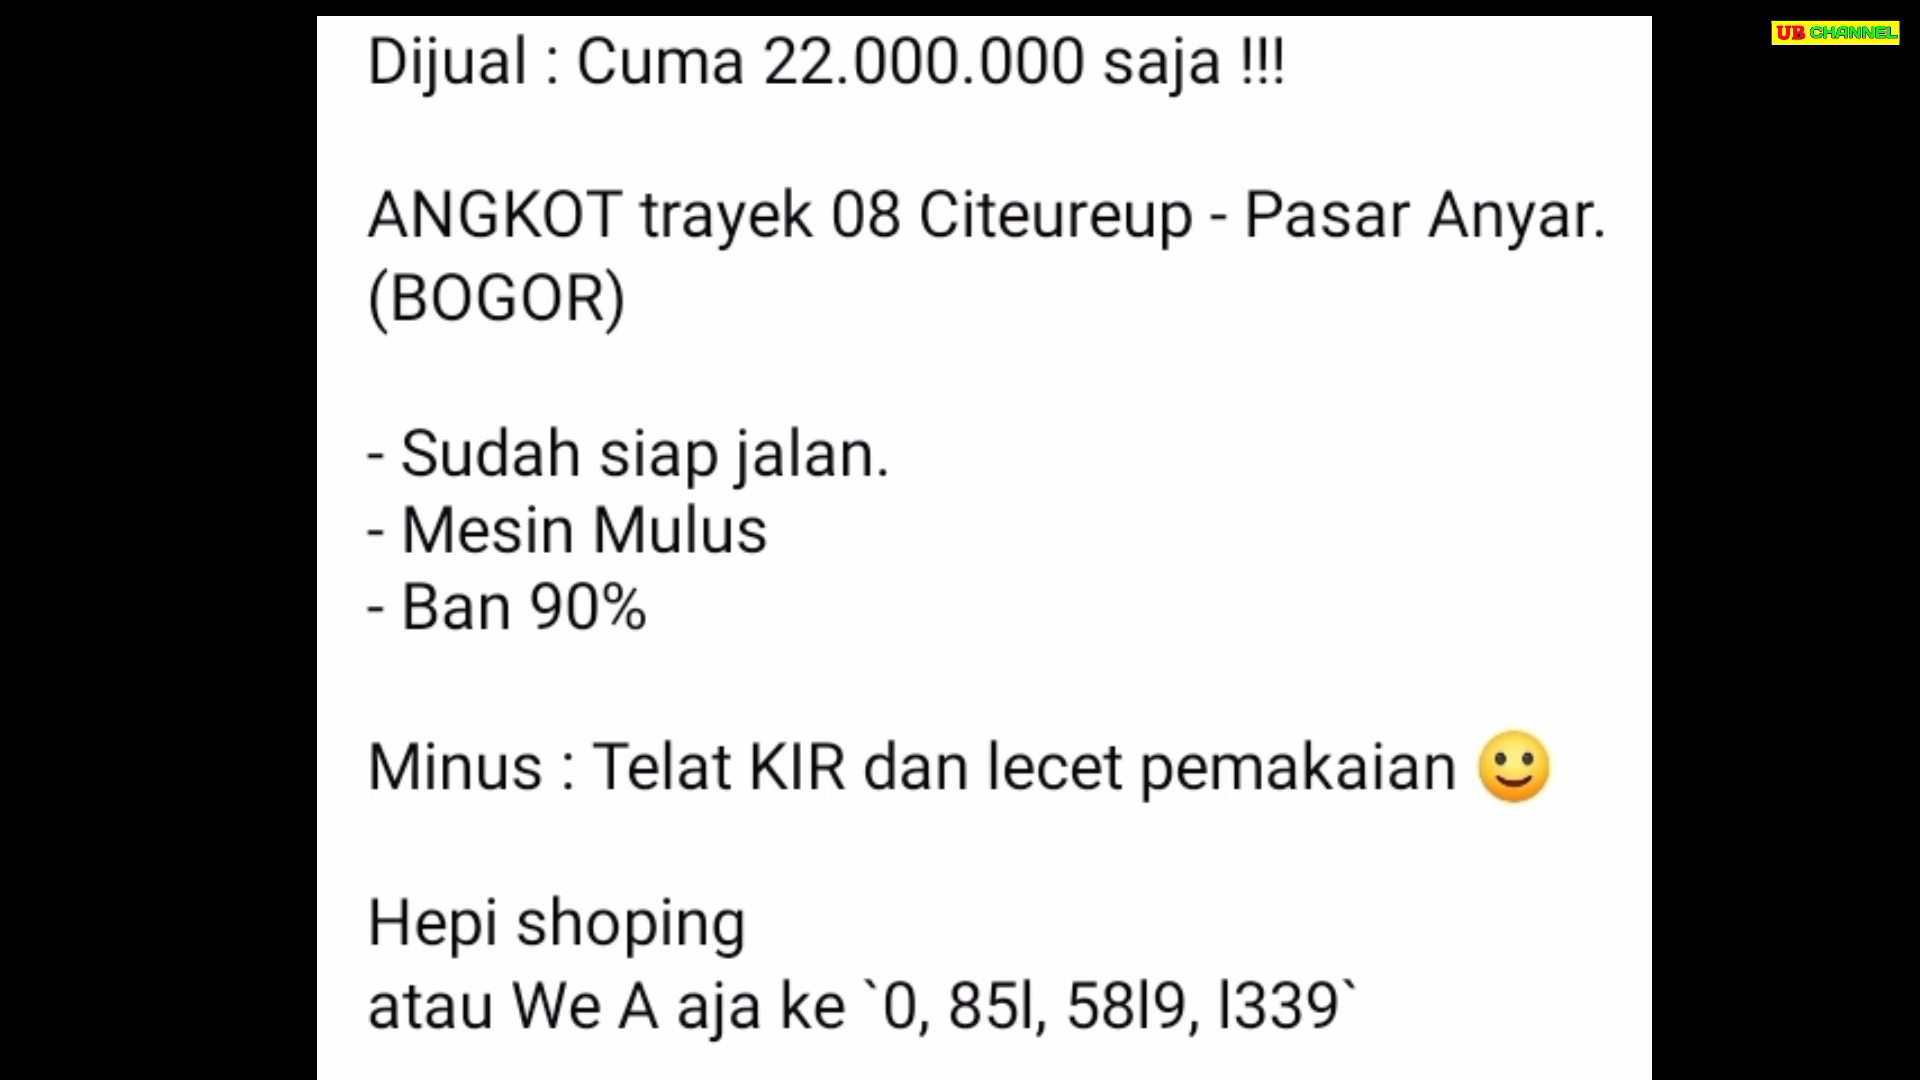 Dijual : Cuma 22.000.000 saja !!!
UB CHANNEL
ANGKOT trayek 08 Citeureup - Pasar Anyar.
(BOGOR)
- Sudah siap jalan.
- Mesin Mulus
- Ban 90%
Minus : Telat KIR dan lecet pemakaian 🙂
Hepi shoping
atau We A aja ke `0, 85l, 58l9, l339`